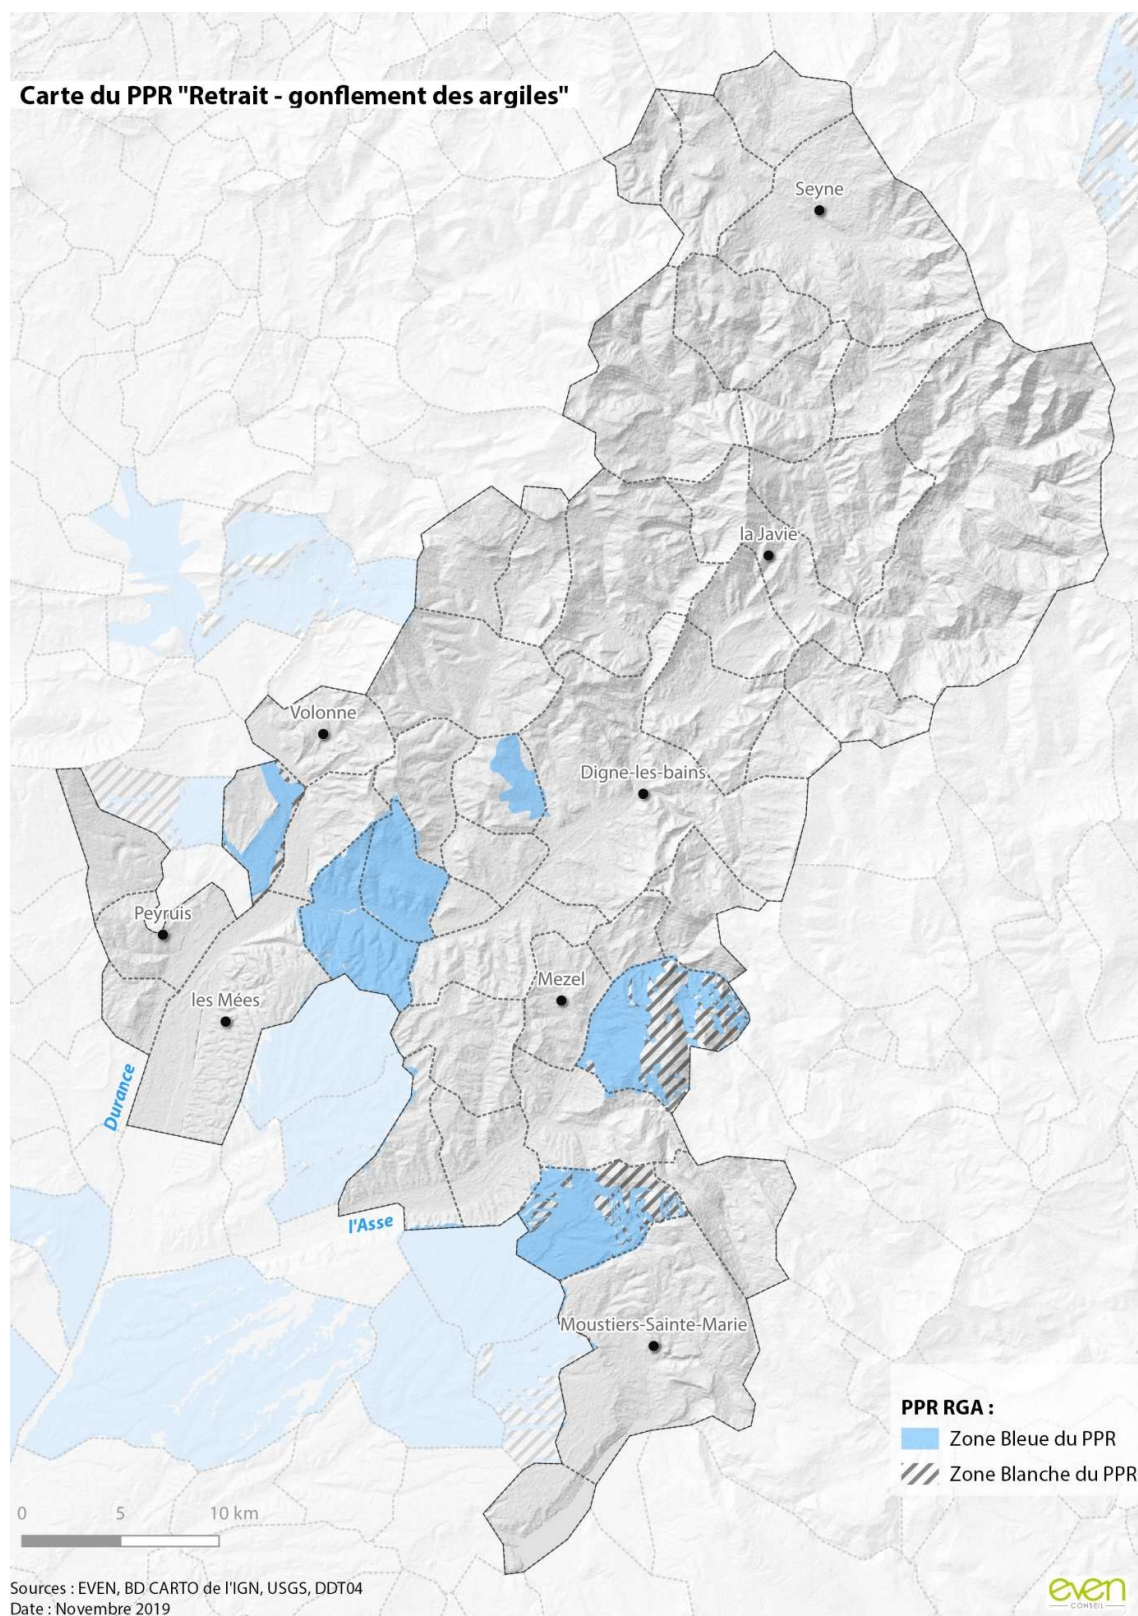 Carte du PPR "Retrait - gonflement des argiles"
Seyne
la Javie
Volonne
Digne-les-bains
Peyruis
Mezel
les Mées
Durance
l'Asse
Moustiers-Sainte-Marie
PPR RGA :
Zone Bleue du PPR
Zone Blanche du PPR
0 5 10 km
Sources : EVEN, BD CARTO de l'IGN, USGS, DDT04
Date : Novembre 2019
even
CONSEIL